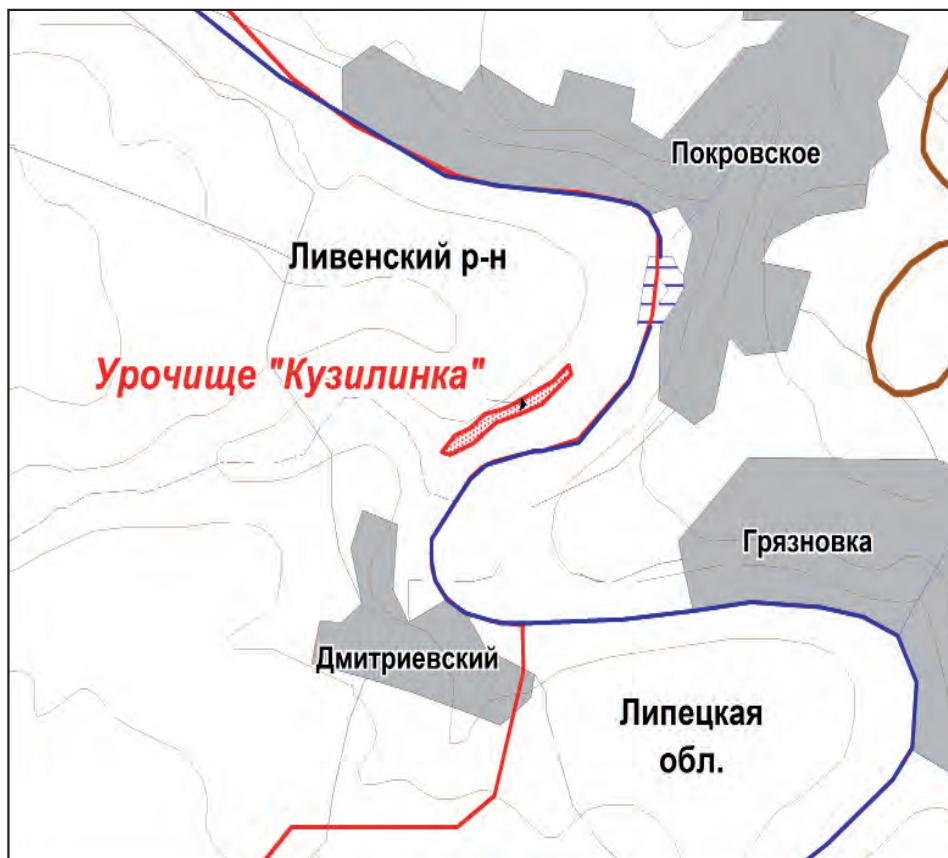 Покровское
Ливенский р-н
Урочище "Кузилинка"
Грязновка
Дмитриевский
Липецкая
обл.